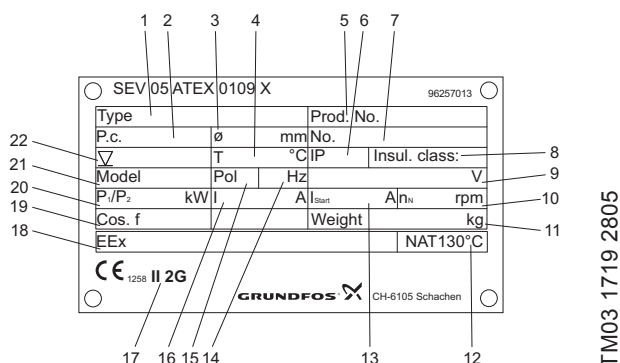 1 2 3 4 5 6 7
SEV 05 ATEX 0109 X 96257013
Type Prod. No.
P.c. ø mm No.
T °C IP Insul. class: 8
22
21 Model Pol Hz V 9
20 P1/P2 kW I A IStart A nN rpm 10
19 Cos. f Weight kg 11
18 EEx NAT130°C
CE 1258 II 2G
GRUNDFOS CH-6105 Schachen
17 16 15 14 13 12
TM03 1719 2805